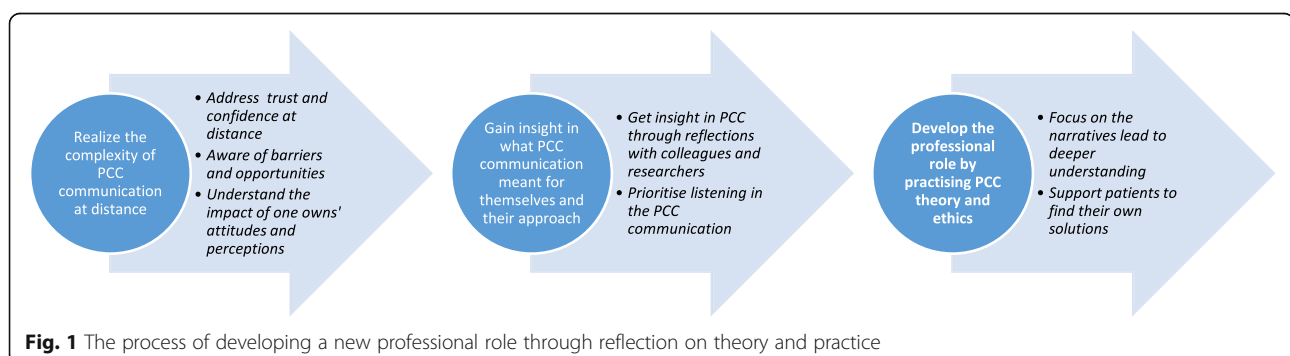 Realize the
complexity of
PCC
communication
at distance
• Address trust and
confidence at
distance
• Aware of barriers
and opportunities
• Understand the
impact of one owns'
attitudes and
perceptions
Gain insight in
what PCC
communication
meant for
themselves and
their approach
• Get insight in PCC
through reflections
with colleagues and
researchers
• Prioritise listening in
the PCC
communication
Develop the
professional
role by
practising PCC
theory and
ethics
• Focus on the
narratives lead to
deeper
understanding
• Support patients to
find their own
solutions
Fig. 1 The process of developing a new professional role through reflection on theory and practice